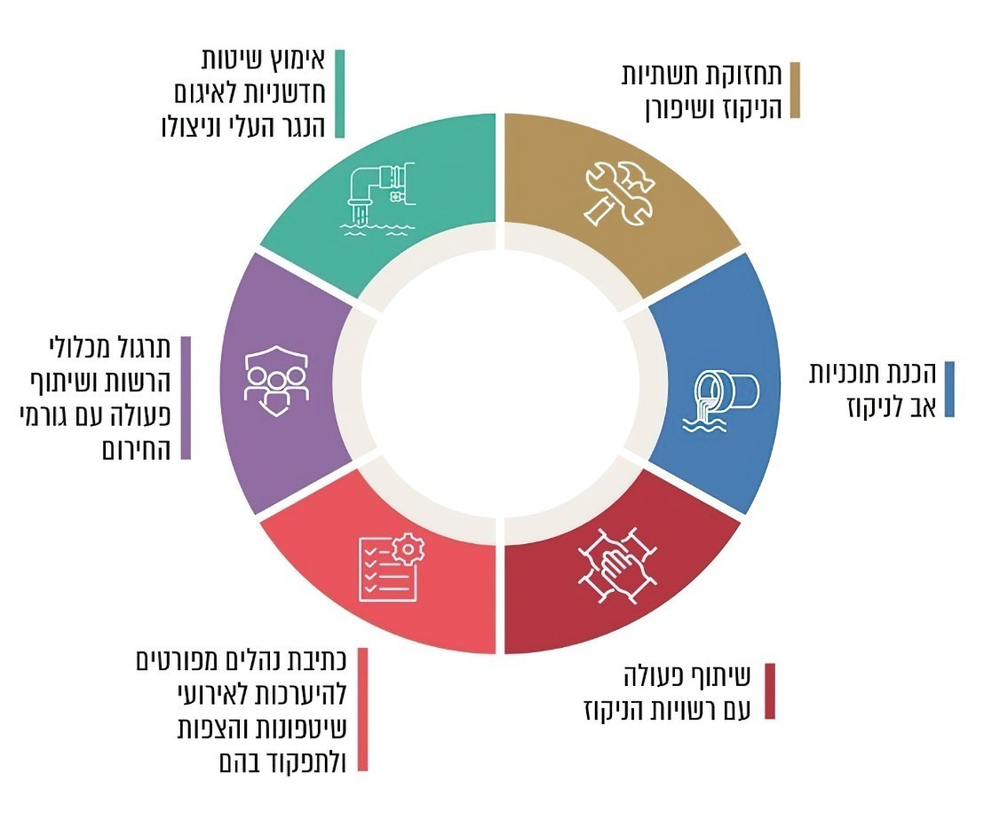 תחזוקת תשתיות
הניקוז ושיפורן
הכנת תוכניות
אב לניקוז
שיתוף פעולה
עם רשויות הניקוז
כתיבת נהלים מפורטים
להיערכות לאירועי
שיטפונות והצפות
ולתפקוד בהם
תרגול מכלולי
הרשות ושיתוף
פעולה עם גורמי
החירום
אימוץ שיטות
חדשניות לאיגום
הנגר העלי וניצולו